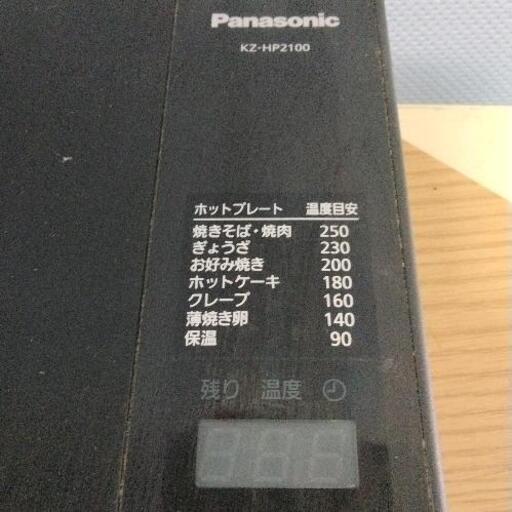 Panasonic
KZ-HP2100
ホットプレート 温度目安
焼きそば・焼肉 250
ぎょうざ 230
お好み焼き 200
ホットケーキ 180
クレープ 160
薄焼き卵 140
保温 90
残り 温度